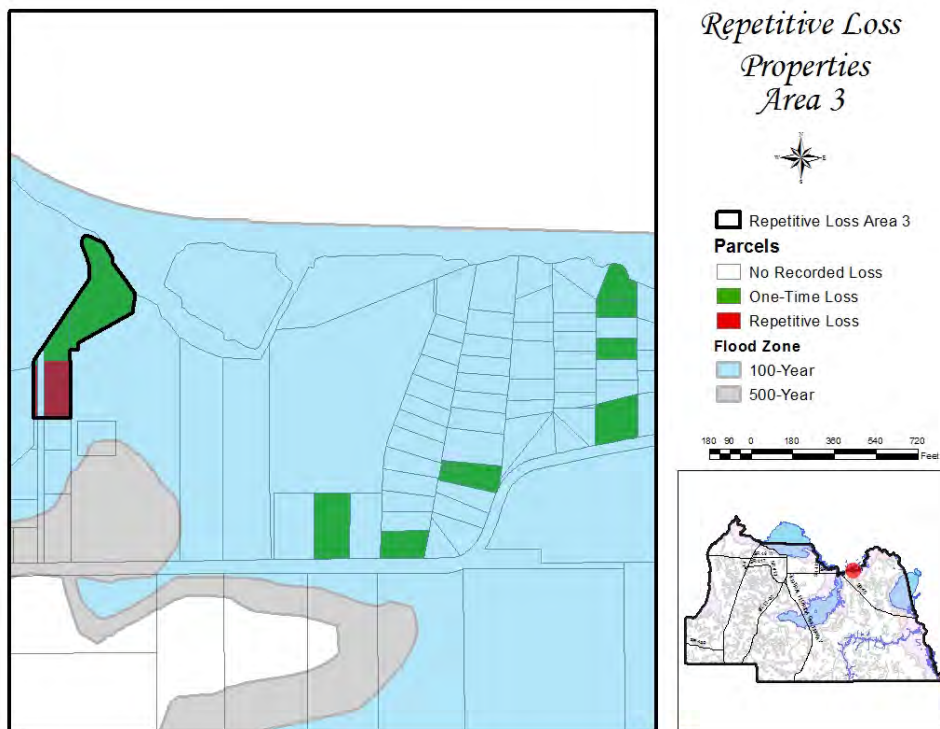 Repetitive Loss
Properties
Area 3
N
W
E
S
Repetitive Loss Area 3
Parcels
No Recorded Loss
One-Time Loss
Repetitive Loss
Flood Zone
100-Year
500-Year
180 90 0 180 360 540 720
Feet